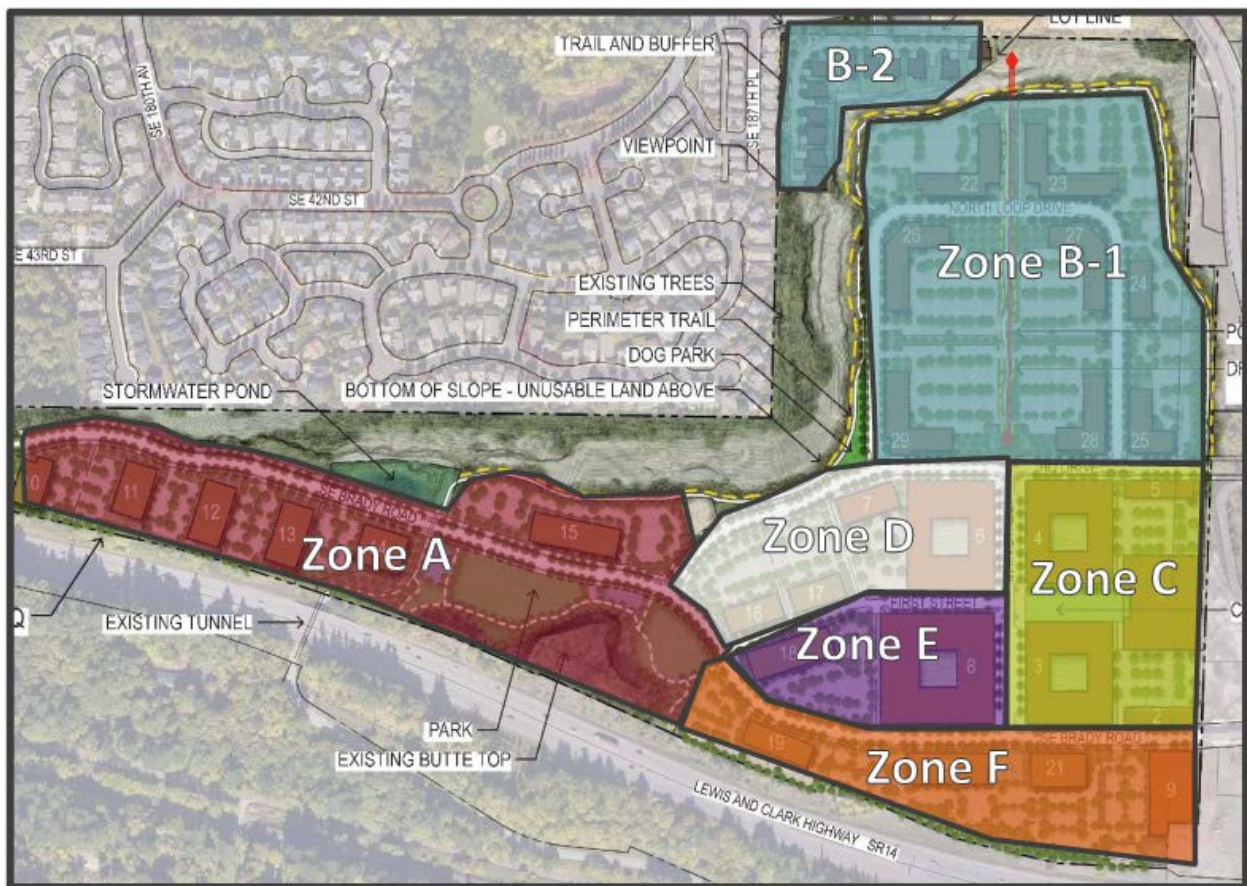 LOT LINE
TRAIL AND BUFFER
B-2
SE 180TH AV
SE 187TH PL
VIEWPOINT
22
23
SE 42ND ST
NORTH LOOP DRIVE
26
27
E 43RD ST
Zone B-1
24
EXISTING TREES
PERIMETER TRAIL
DOG PARK
STORMWATER POND
BOTTOM OF SLOPE - UNUSABLE LAND ABOVE
29
28
25
SE BRADY ROAD
11
12
13
15
Zone A
7
6
Zone D
4
5
Zone C
16
17
EXISTING TUNNEL
FIRST STREET
18
Zone E
8
3
2
PARK
EXISTING BUTTE TOP
SE BRADY ROAD
19
Zone F
21
9
LEWIS AND CLARK HIGHWAY SR14